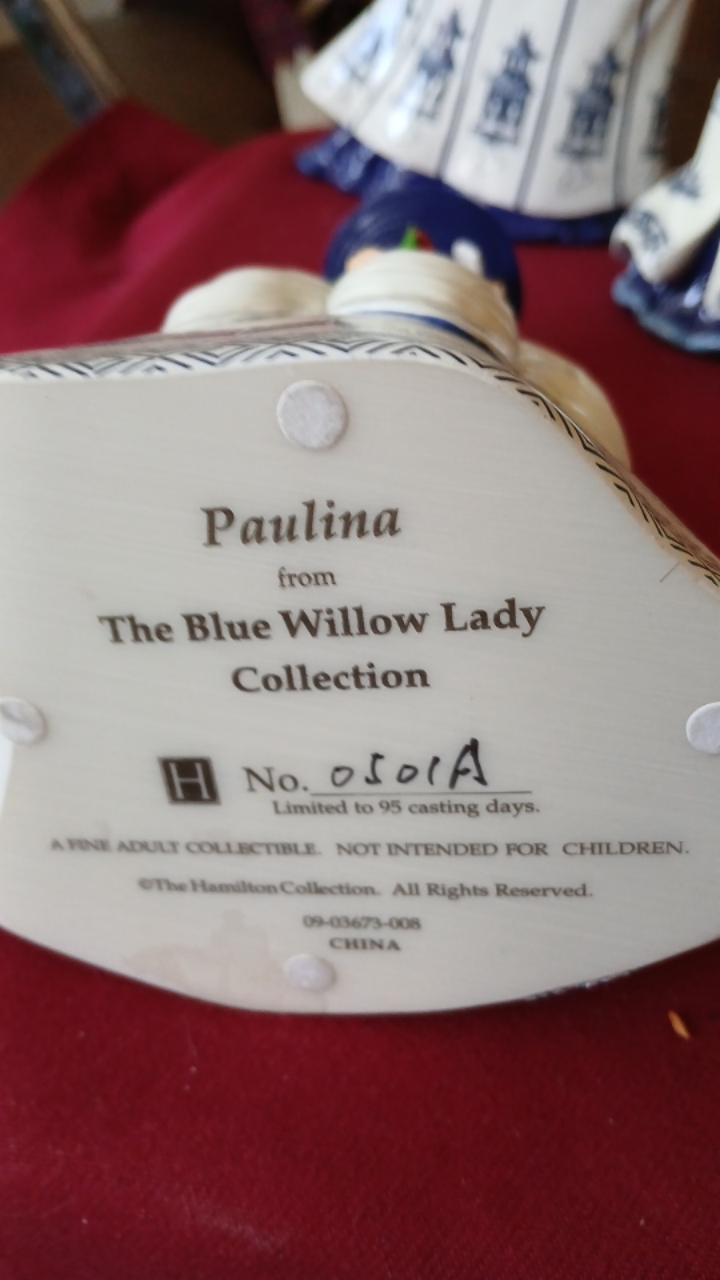 Paulina
from
The Blue Willow Lady
Collection
H No. 0501A
Limited to 95 casting days.
A FINE ADULT COLLECTIBLE. NOT INTENDED FOR CHILDREN.
©The Hamilton Collection. All Rights Reserved.
09-03673-008
CHINA